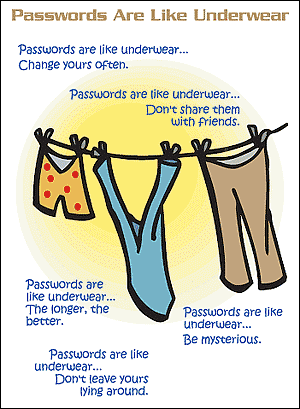 Passwords Are Like Underwear
Passwords are like underwear...
Change yours often.
Passwords are like underwear...
Don't share them
with friends.
Passwords are
like underwear...
The longer, the
better.
Passwords are like
underwear...
Be mysterious.
Passwords are like
underwear...
Don't leave yours
lying around.